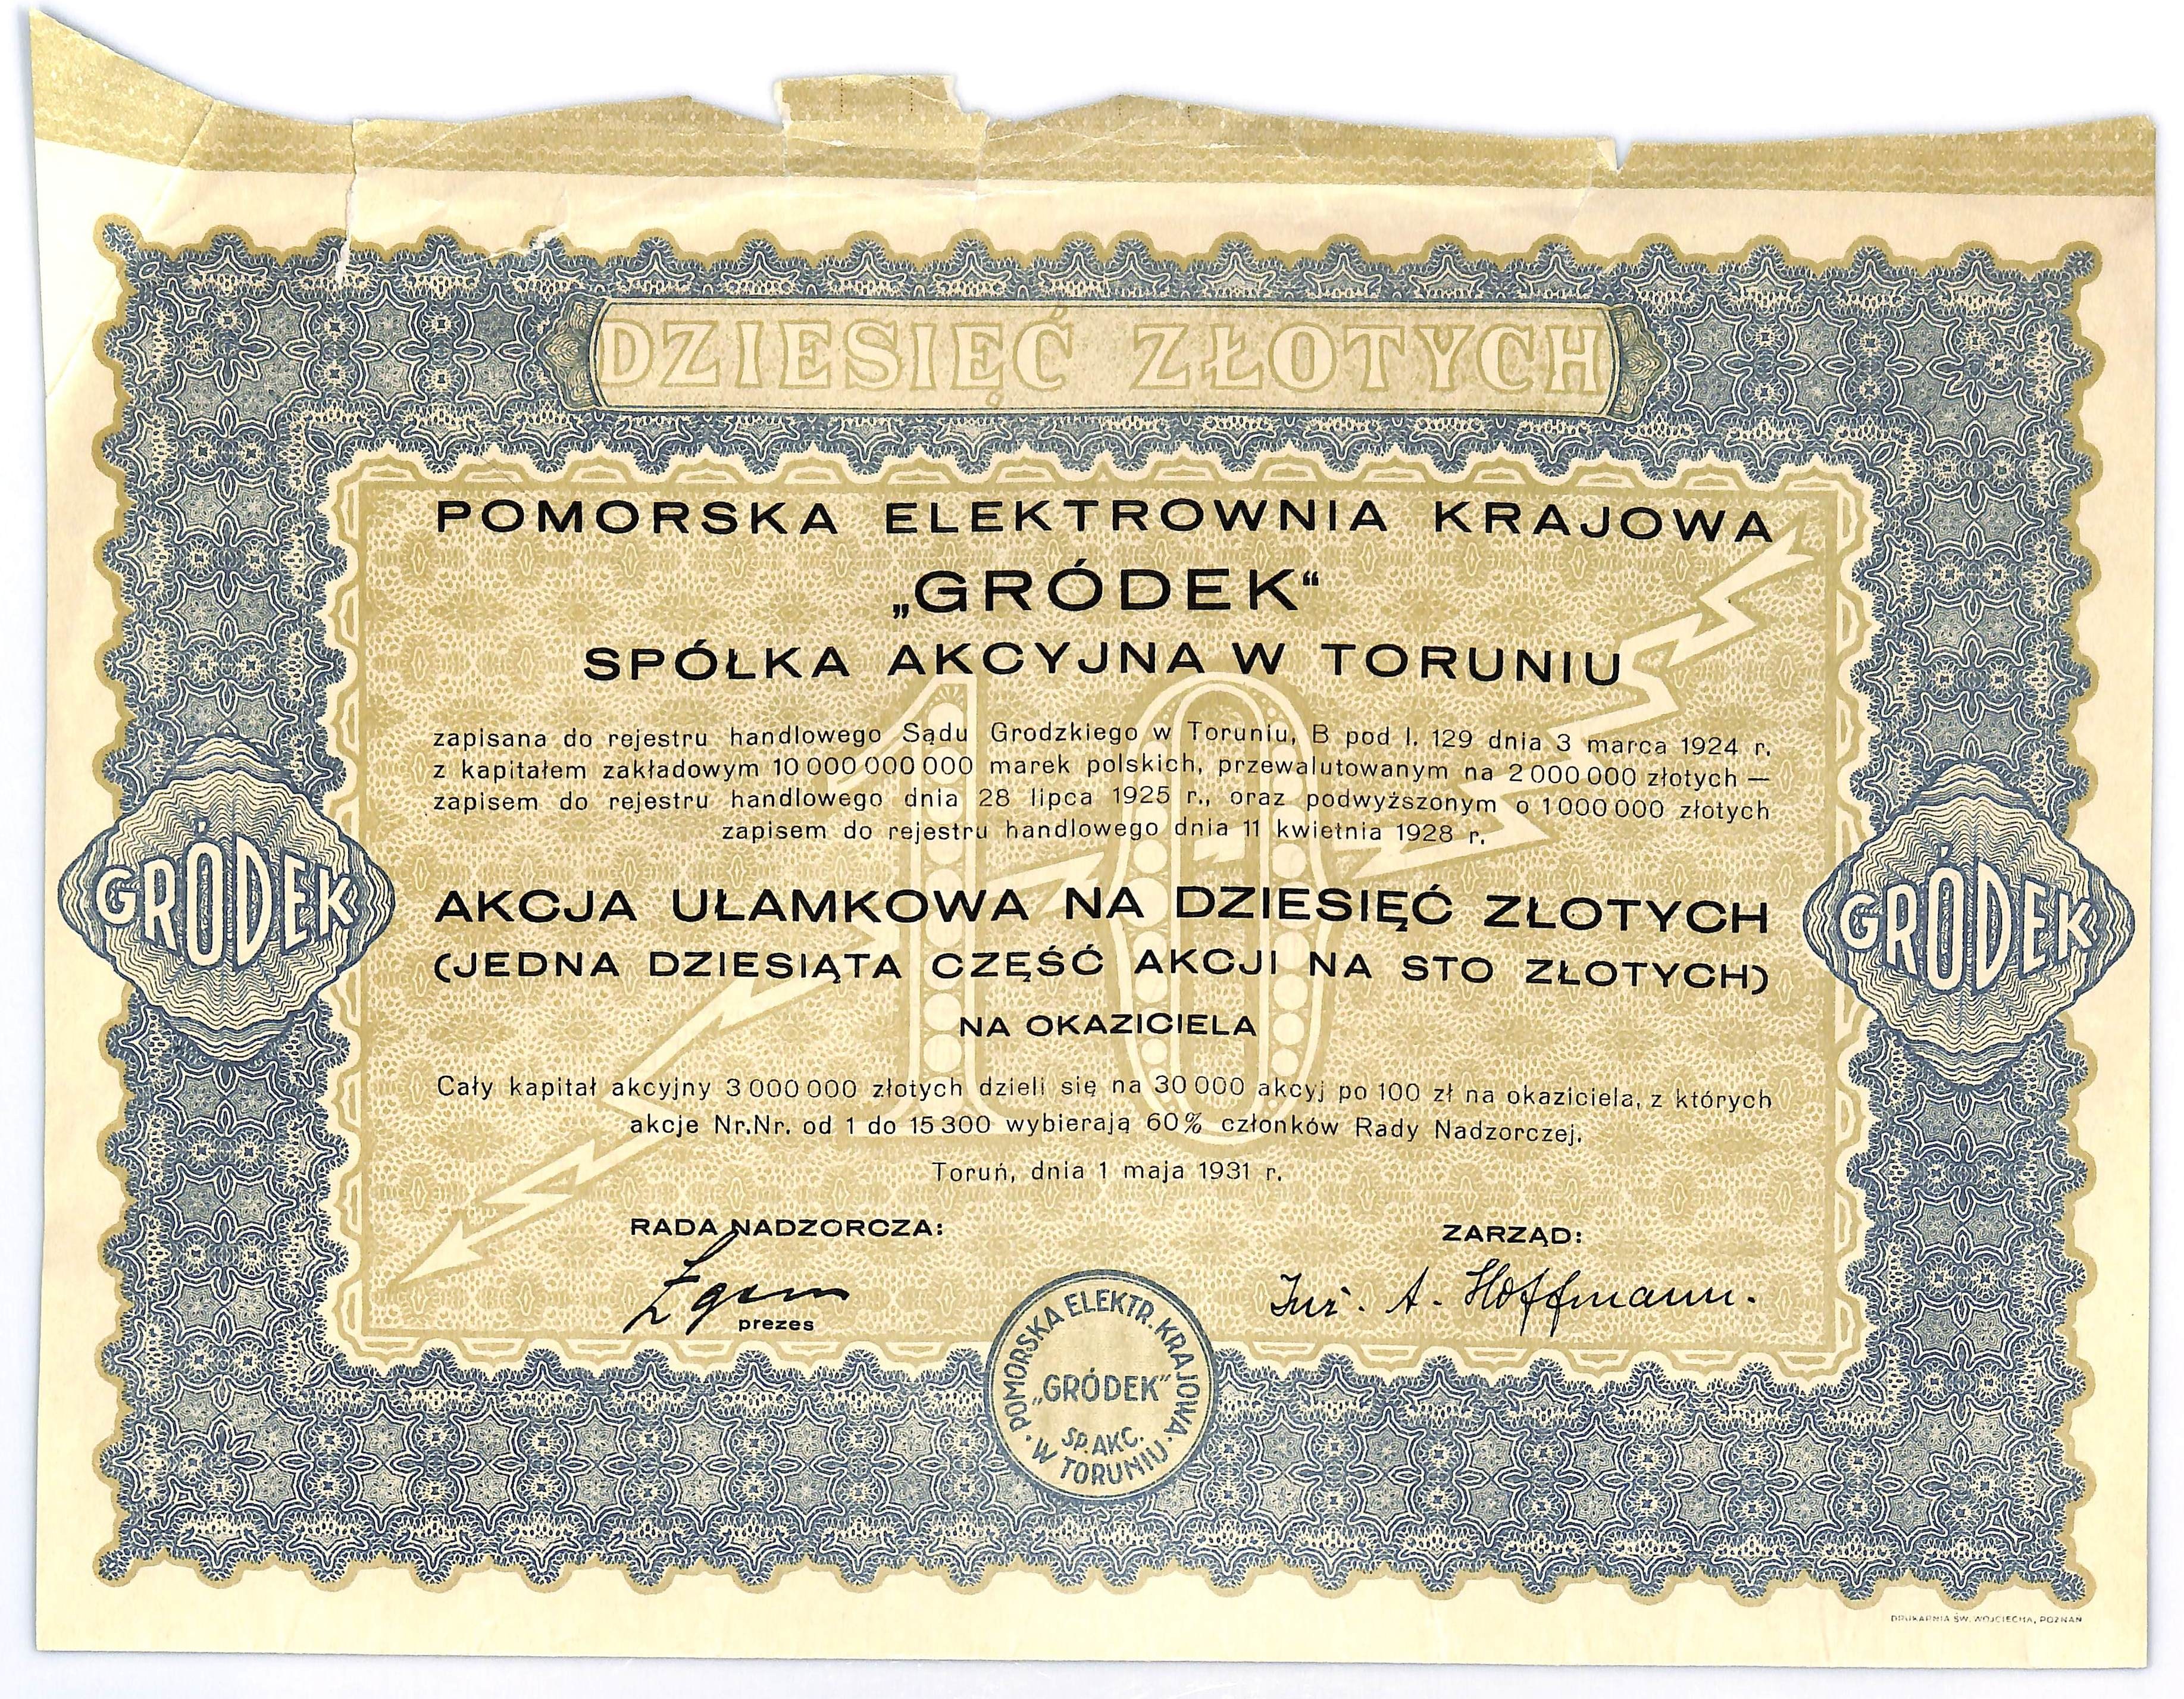 DZIESIĘĆ ZŁOTYCH
POMORSKA ELEKTROWNIA KRAJOWA
„GRÓDEK“
SPÓŁKA AKCYJNA W TORUNIU
zapisana do rejestru handlowego Sądu Grodzkiego w Toruniu, B pod l. 129 dnia 3 marca 1924 r.
z kapitałem zakładowym 10 000 000 000 marek polskich, przewalutowanym na 2 000 000 złotych —
zapisem do rejestru handlowego dnia 28 lipca 1925 r., oraz podwyższonym o 1 000 000 złotych
zapisem do rejestru handlowego dnia 11 kwietnia 1928 r.
10
GRÓDEK
GRÓDEK
AKCJA UŁAMKOWA NA DZIESIĘĆ ZŁOTYCH
(JEDNA DZIESIĄTA CZĘŚĆ AKCJI NA STO ZŁOTYCH)
NA OKAZICIELA
Cały kapitał akcyjny 3 000 000 złotych dzieli się na 30 000 akcyj po 100 zł na okaziciela, z których
akcje Nr.Nr. od 1 do 15 300 wybierają 60% członków Rady Nadzorczej.
Toruń, dnia 1 maja 1931 r.
RADA NADZORCZA:
prezes
ZARZĄD:
Inż. A. Hoffmann.
POMORSKA ELEKTR. KRAJOWA
„GRÓDEK”
SP. AKC.
W TORUNIU
DRUKARNIA ŚW. WOJCIECHA, POZNAŃ